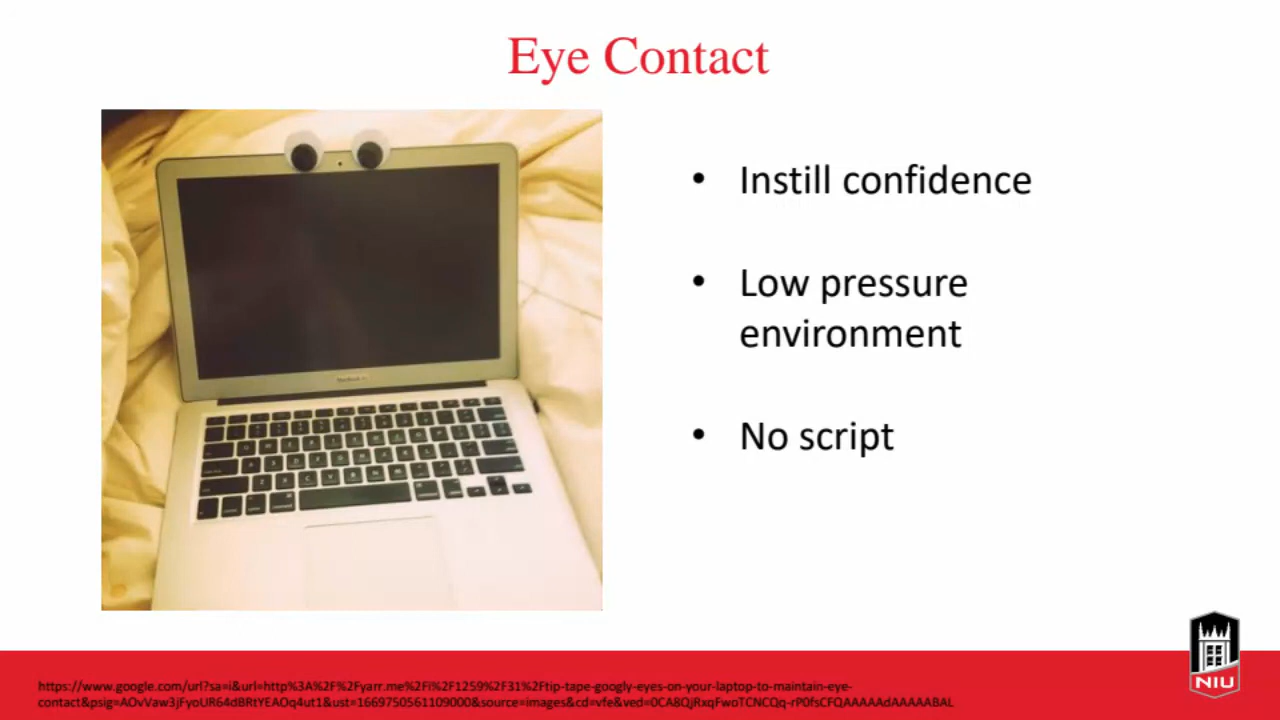 Eye Contact
• Instill confidence
• Low pressure
environment
• No script
NIU
https://www.google.com/url?sa=i&url=http%3A%2F%2Fyarr.me%2Fi%2F1259%2F31%2Ftip-tape-googly-eyes-on-your-laptop-to-maintain-eye-
contact&psig=AOvVaw3jFyoUR64dBRtYEAOq4ut1&ust=1669750561109000&source=images&cd=vfe&ved=0CA8QjRxqFwoTCNCQq-rP0fsCFQAAAAAdAAAAABAL